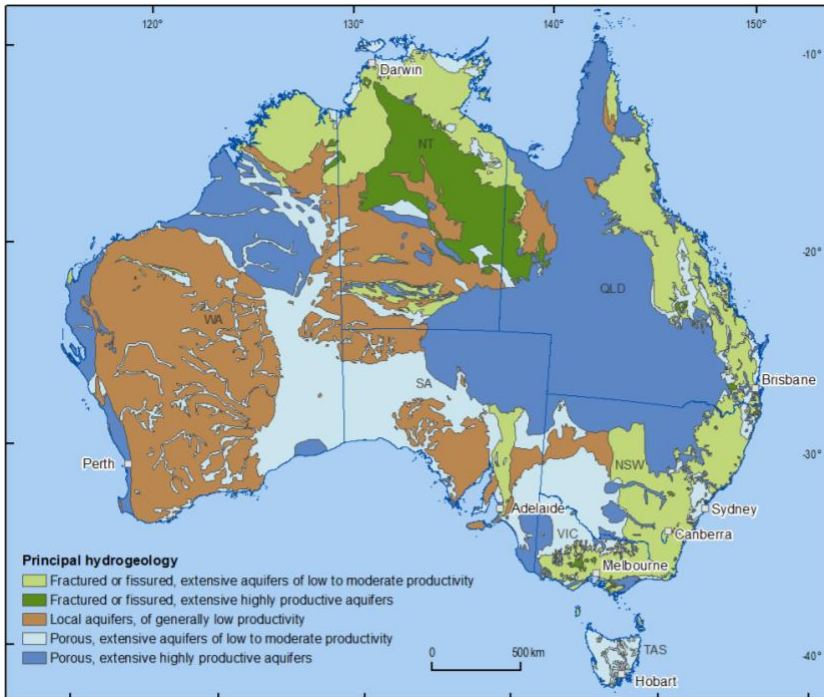 120° 130° 140° 150°
-10°
Darwin
NT
-20°
QLD
WA
Brisbane
SA
-30°
Perth
NSW
Adelaide
Sydney
VIC
Canberra
Principal hydrogeology
Melbourne
Fractured or fissured, extensive aquifers of low to moderate productivity
Fractured or fissured, extensive highly productive aquifers
Local aquifers, of generally low productivity
Porous, extensive aquifers of low to moderate productivity
Porous, extensive highly productive aquifers
0 500 km
TAS
-40°
Hobart